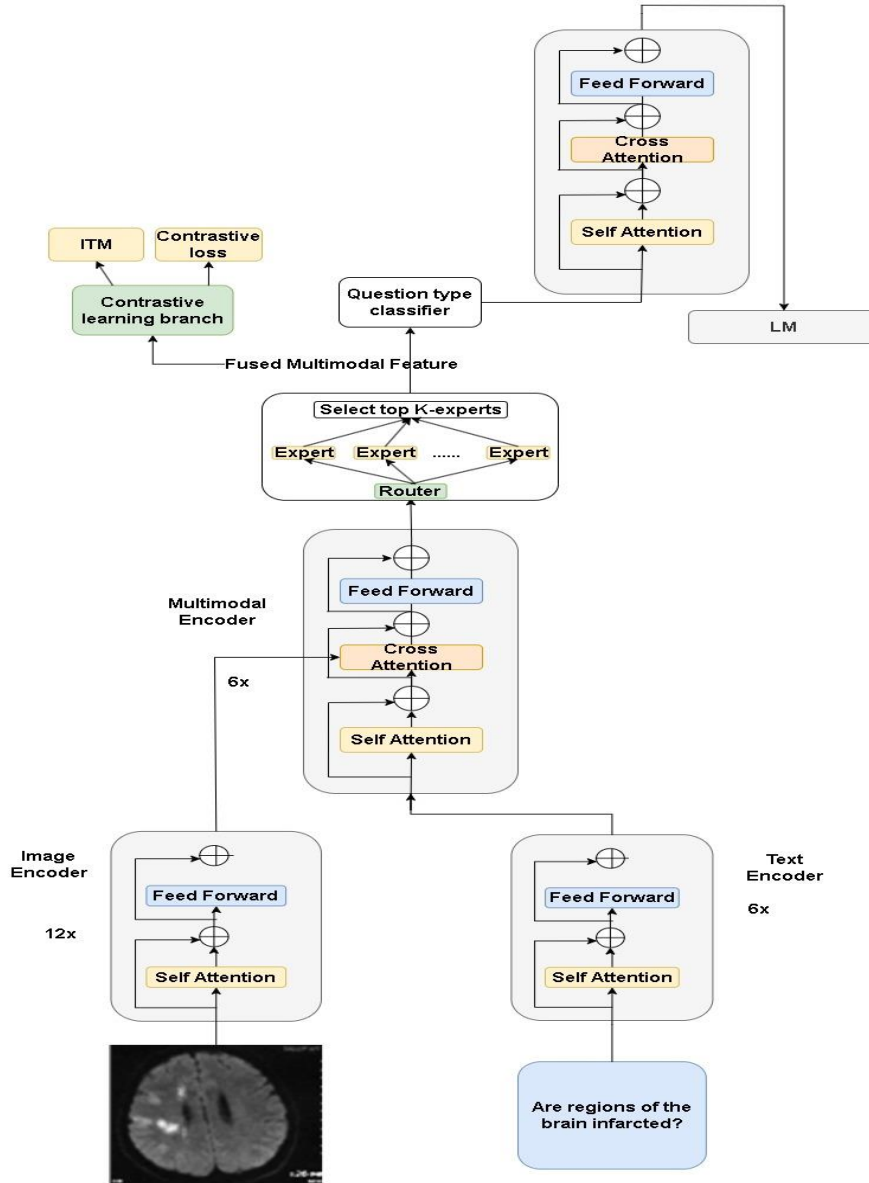 Feed Forward
Cross
Attention
Self Attention
ITM
Contrastive
loss
Contrastive
learning branch
Question type
classifier
LM
Fused Multimodal Feature
Select top K-experts
Expert
Expert
......
Expert
Router
Multimodal
Encoder
Feed Forward
Cross
Attention
6x
Self Attention
Image
Encoder
12x
Feed Forward
Self Attention
Text
Encoder
6x
Feed Forward
Self Attention
Are regions of the
brain infarcted?